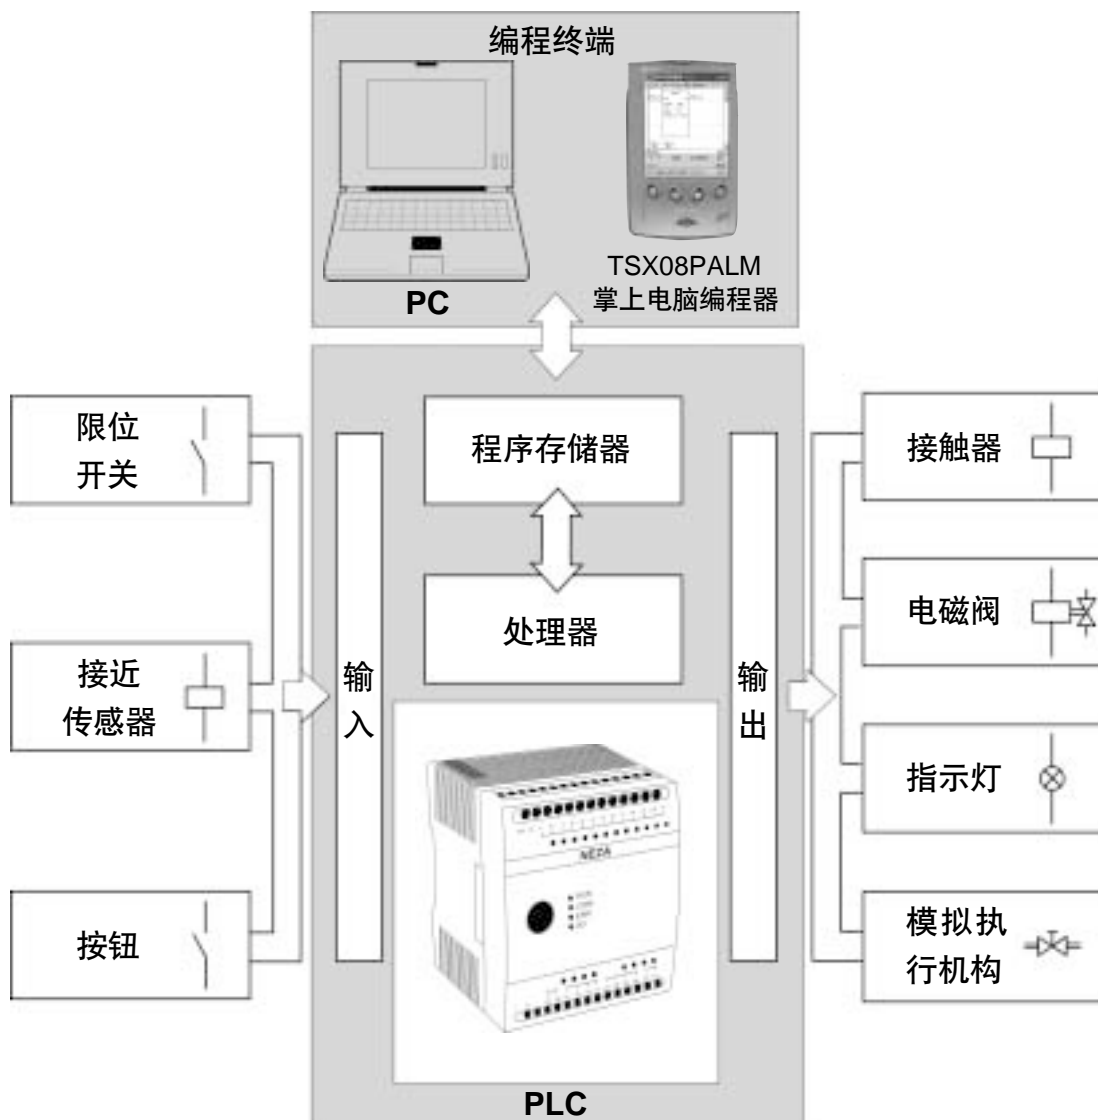 编程终端
PC
TSX08PALM
掌上电脑编程器
限位
开关
接近
传感器
按钮
输
入
程序存储器
处理器
NEZA
PLC
输
出
接触器
电磁阀
指示灯
模拟执
行机构